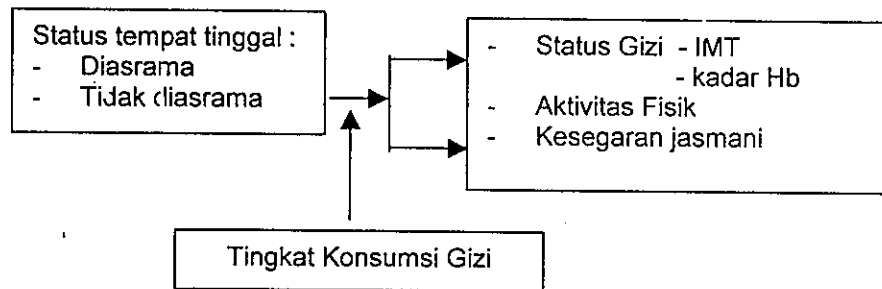 Status tempat tinggal :
- Diasrama
- Tidak diasrama
- Status Gizi - IMT
- kadar Hb
- Aktivitas Fisik
- Kesegaran jasmani
Tingkat Konsumsi Gizi